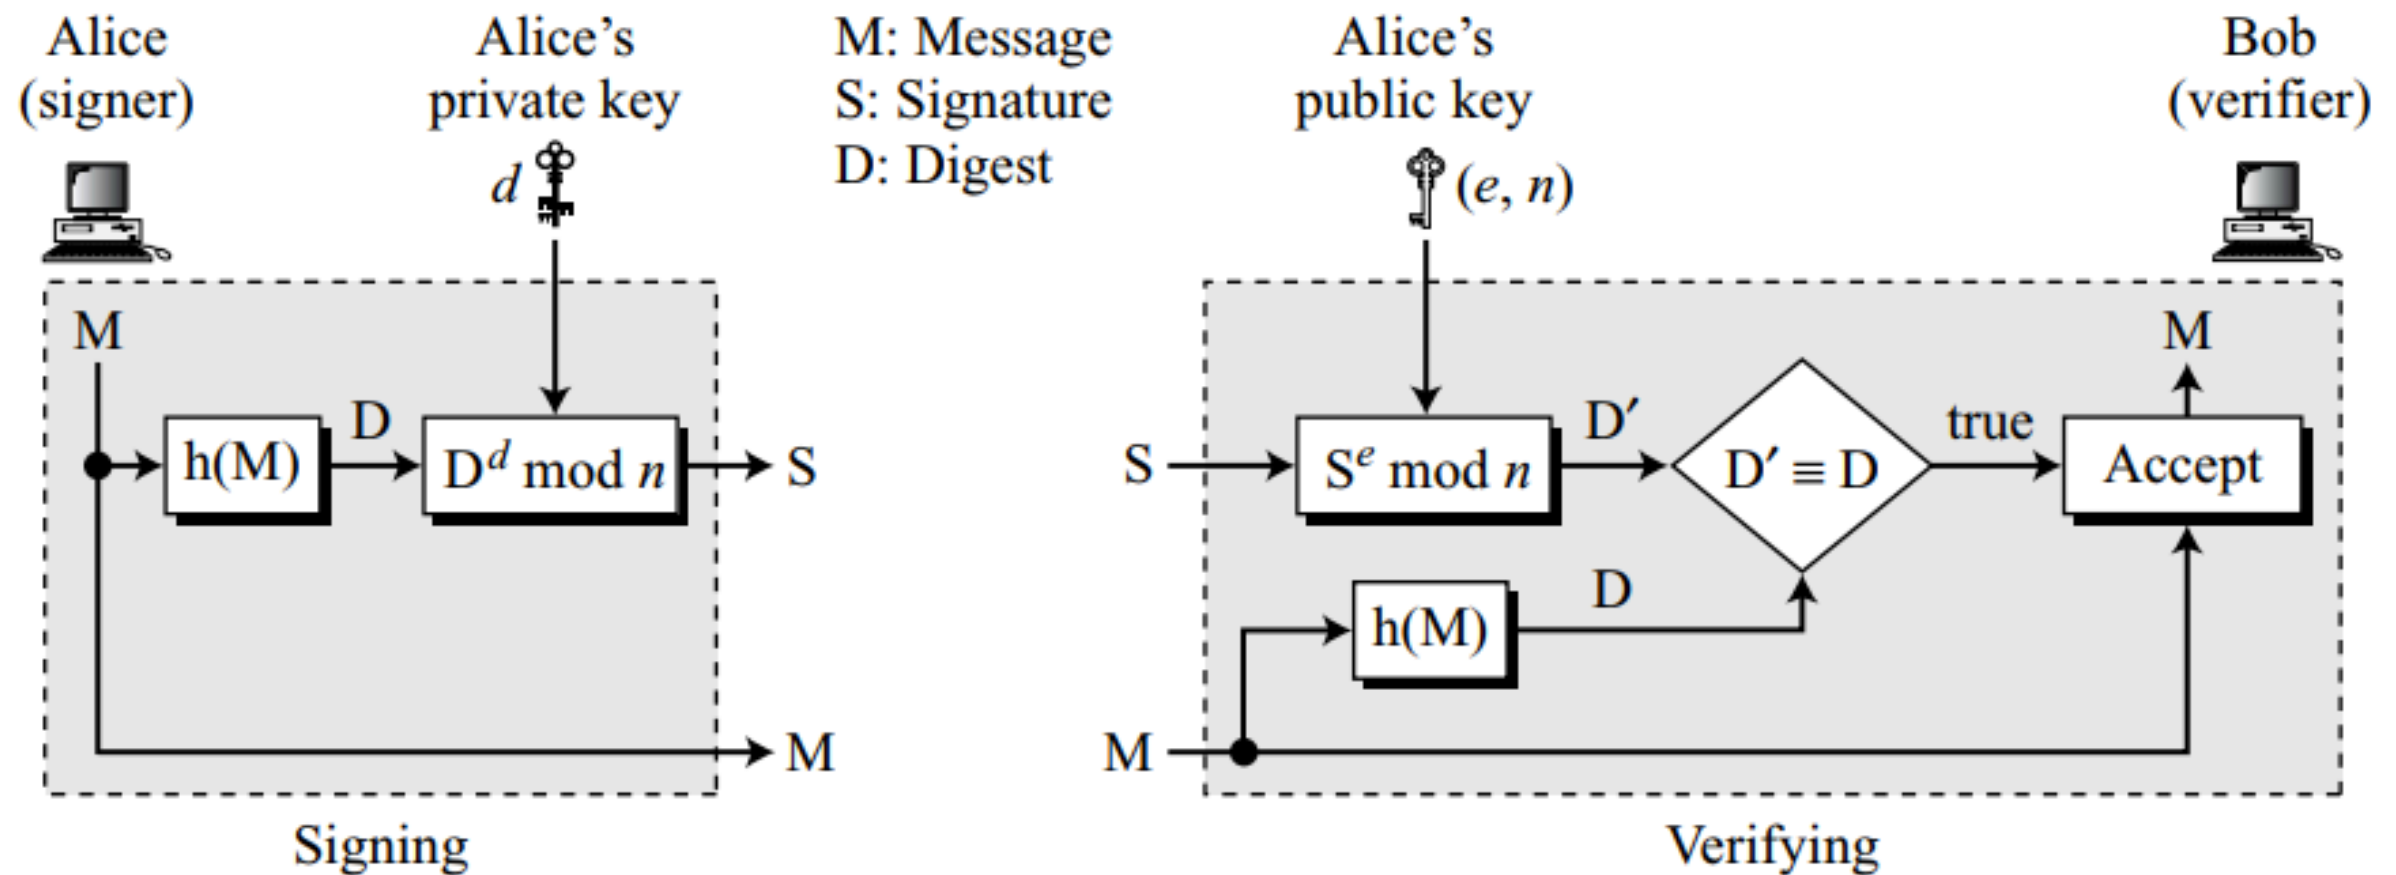 Alice
(signer)
Alice’s
private key
d
M: Message
S: Signature
D: Digest
Alice’s
public key
(e, n)
Bob
(verifier)
M
h(M)
D
D^d mod n
S
M
Signing
S
S^e mod n
D′
D′ ≡ D
true
Accept
M
h(M)
D
M
Verifying